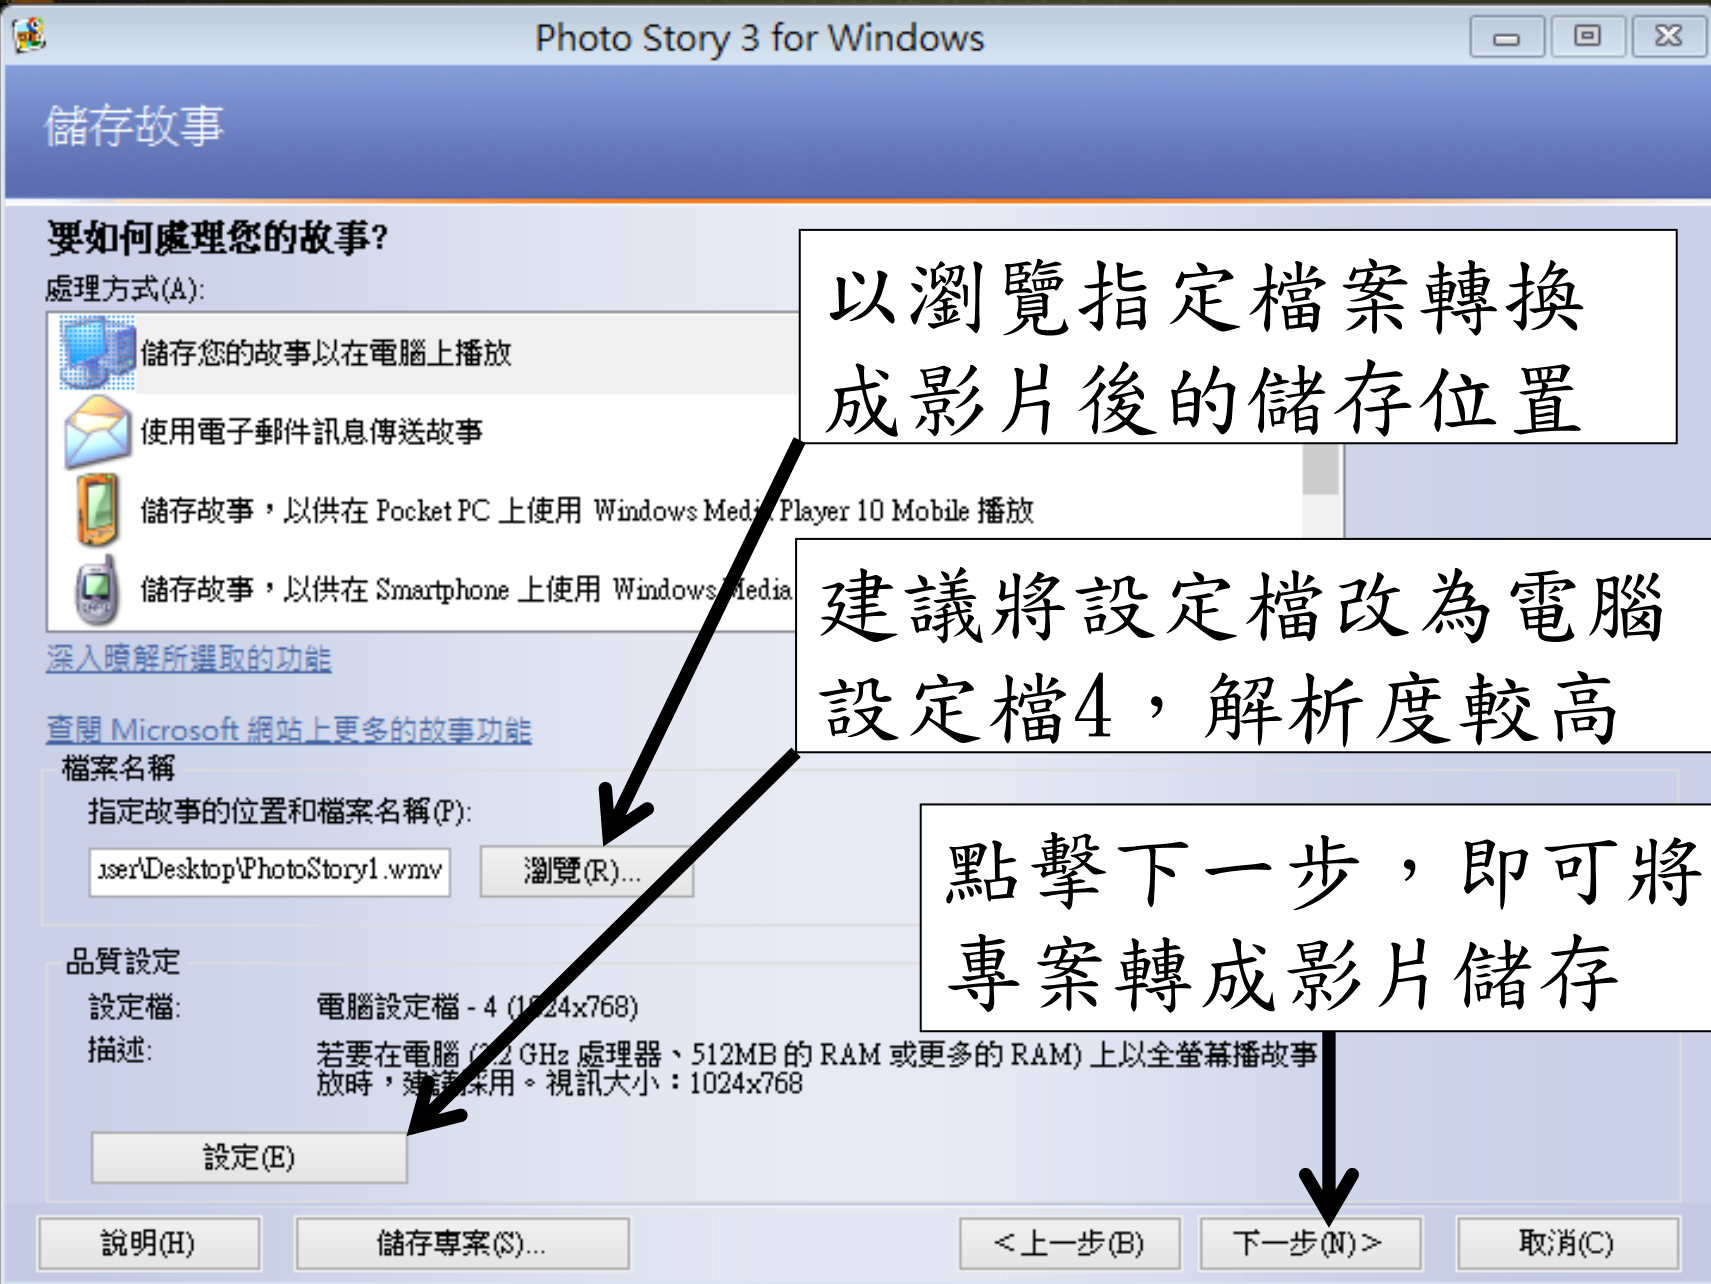 Photo Story 3 for Windows
儲存故事
要如何處理您的故事?
處理方式(A):
儲存您的故事以在電腦上播放
使用電子郵件訊息傳送故事
儲存故事，以供在 Pocket PC 上使用 Windows Media Player 10 Mobile 播放
儲存故事，以供在 Smartphone 上使用 Windows Media
深入瞭解所選取的功能
查閱 Microsoft 網站上更多的故事功能
以瀏覽指定檔案轉換
成影片後的儲存位置
建議將設定檔改為電腦
設定檔4，解析度較高
檔案名稱
指定故事的位置和檔案名稱(P):
user\Desktop\PhotoStory1.wmv
瀏覽(R)...
點擊下一步，即可將
專案轉成影片儲存
品質設定
設定檔:
電腦設定檔 - 4 (1024x768)
描述:
若要在電腦 (2.2 GHz 處理器、512MB 的 RAM 或更多的 RAM) 上以全螢幕播故事
放時，建議採用。視訊大小：1024x768
設定(E)
說明(H)
儲存專案(S)...
<上一步(B)
下一步(N)>
取消(C)